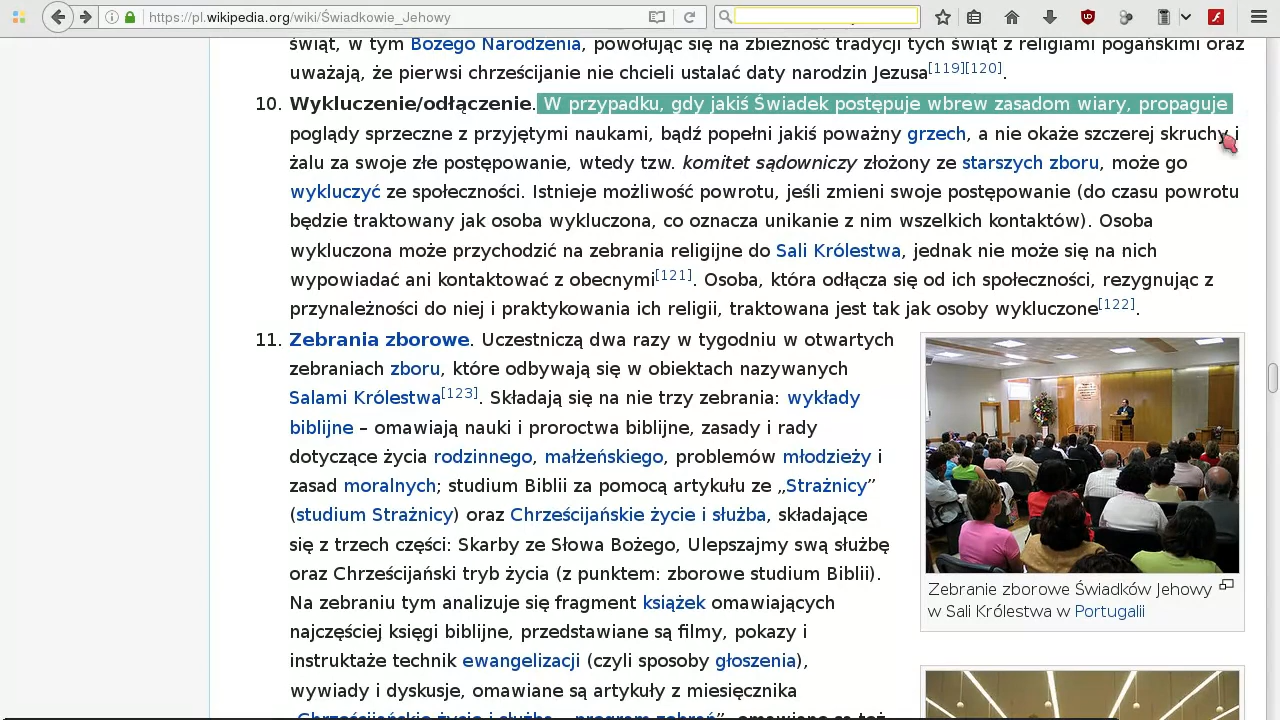 https://pl.wikipedia.org/wiki/Świadkowie_Jehowy
świąt, w tym Bożego Narodzenia, powołując się na zbieżność tradycji tych świąt z religiami pogańskimi oraz
uważają, że pierwsi chrześcijanie nie chcieli ustalać daty narodzin Jezusa[119][120].
10. Wykluczenie/odłączenie. W przypadku, gdy jakiś Świadek postępuje wbrew zasadom wiary, propaguje
poglądy sprzeczne z przyjętymi naukami, bądź popełni jakiś poważny grzech, a nie okaże szczerej skruchy i
żalu za swoje złe postępowanie, wtedy tzw. komitet sądowniczy złożony ze starszych zboru, może go
wykluczyć ze społeczności. Istnieje możliwość powrotu, jeśli zmieni swoje postępowanie (do czasu powrotu
będzie traktowany jak osoba wykluczona, co oznacza unikanie z nim wszelkich kontaktów). Osoba
wykluczona może przychodzić na zebrania religijne do Sali Królestwa, jednak nie może się na nich
wypowiadać ani kontaktować z obecnymi[121]. Osoba, która odłącza się od ich społeczności, rezygnując z
przynależności do niej i praktykowania ich religii, traktowana jest tak jak osoby wykluczone[122].
11. Zebrania zborowe. Uczestniczą dwa razy w tygodniu w otwartych
zebraniach zboru, które odbywają się w obiektach nazywanych
Salami Królestwa[123]. Składają się na nie trzy zebrania: wykłady
biblijne – omawiają nauki i proroctwa biblijne, zasady i rady
dotyczące życia rodzinnego, małżeńskiego, problemów młodzieży i
zasad moralnych; studium Biblii za pomocą artykułu ze „Strażnicy”
(studium Strażnicy) oraz Chrześcijańskie życie i służba, składające
się z trzech części: Skarby ze Słowa Bożego, Ulepszajmy swą służbę
oraz Chrześcijański tryb życia (z punktem: zborowe studium Biblii).
Na zebraniu tym analizuje się fragment książek omawiających
najczęściej księgi biblijne, przedstawiane są filmy, pokazy i
instruktaże technik ewangelizacji (czyli sposoby głoszenia),
wywiady i dyskusje, omawiane są artykuły z miesięcznika
„Chrześcijańskie życie i służba – program zebrań”, omawiane są też
Zebranie zborowe Świadków Jehowy
w Sali Królestwa w Portugalii